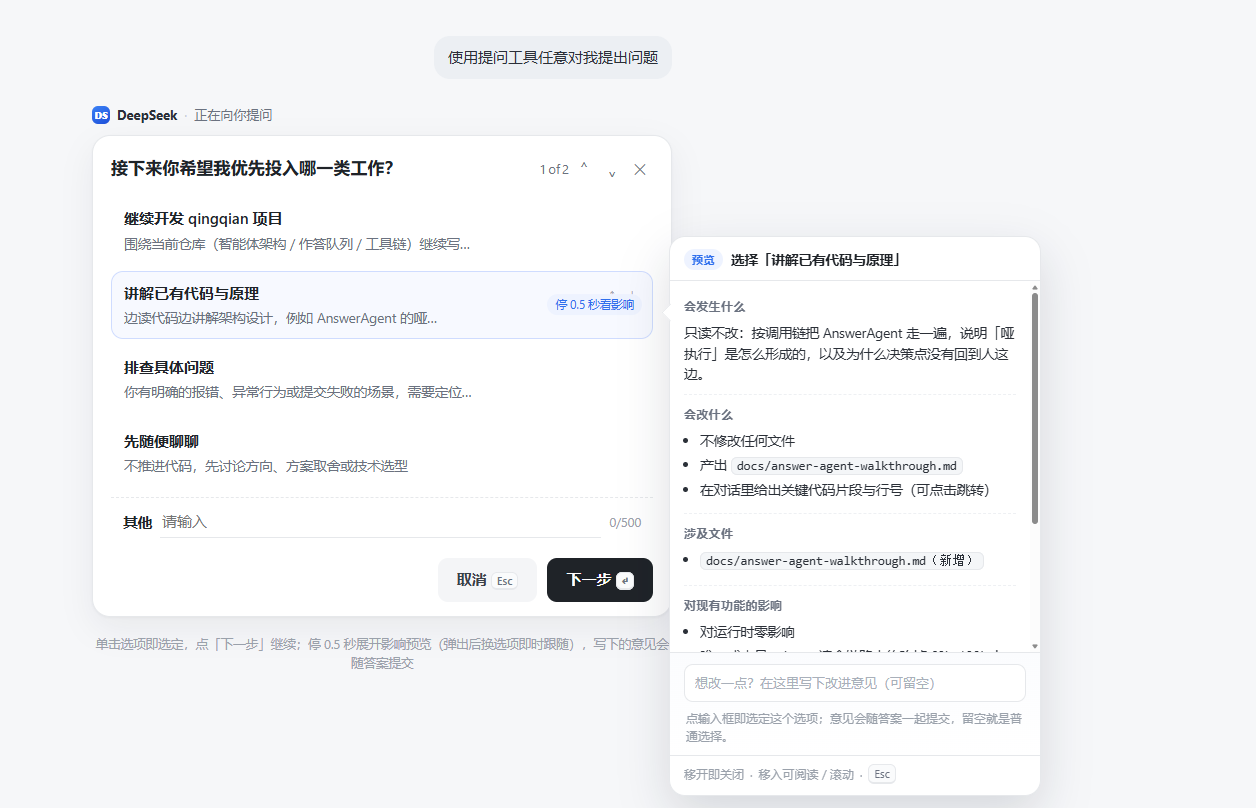 使用提问工具任意对我提出问题
DS DeepSeek · 正在向你提问
接下来你希望我优先投入哪一类工作？
1 of 2
继续开发 qingqian 项目
围绕当前仓库（智能体架构 / 作答队列 / 工具链）继续写...
讲解已有代码与原理
边读代码边讲解架构设计，例如 AnswerAgent 的哑...
停 0.5 秒看影响
排查具体问题
你有明确的报错、异常行为或提交失败的场景，需要定位...
先随便聊聊
不推进代码，先讨论方向、方案取舍或技术选型
其他 请输入 0/500
取消 Esc
下一步
单击选项即选定，点「下一步」继续；停 0.5 秒展开影响预览（弹出后换选项即时跟随），写下的意见会
随答案提交
预览 选择「讲解已有代码与原理」
会发生什么
只读不改：按调用链把 AnswerAgent 走一遍，说明「哑
执行」是怎么形成的，以及为什么决策点没有回到人这
边。
会改什么
不修改任何文件
产出 docs/answer-agent-walkthrough.md
在对话里给出关键代码片段与行号（可点击跳转）
涉及文件
docs/answer-agent-walkthrough.md（新增）
对现有功能的影响
对运行时零影响
想改一点？在这里写下改进意见（可留空）
点输入框即选定这个选项；意见会随答案一起提交，留空就是普
通选择。
移开即关闭 · 移入可阅读 / 滚动 · Esc